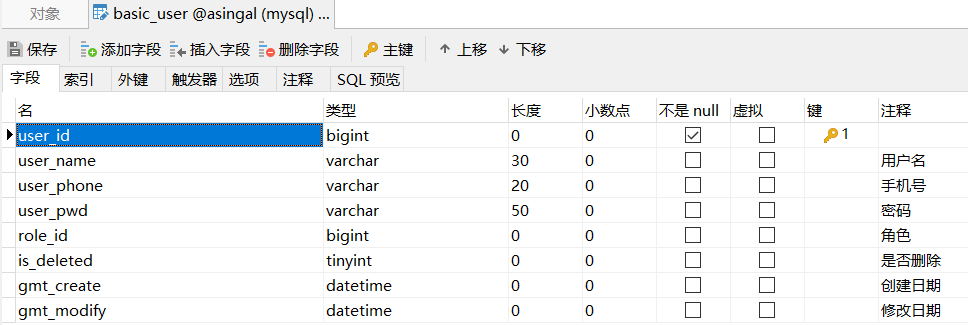 对象 basic_user @asingal (mysql) ...
保存 添加字段 插入字段 删除字段 主键 上移 下移
字段 索引 外键 触发器 选项 注释 SQL 预览
名 类型 长度 小数点 不是 null 虚拟 键 注释
user_id bigint 0 0 1
user_name varchar 30 0 用户名
user_phone varchar 20 0 手机号
user_pwd varchar 50 0 密码
role_id bigint 0 0 角色
is_deleted tinyint 0 0 是否删除
gmt_create datetime 0 0 创建日期
gmt_modify datetime 0 0 修改日期